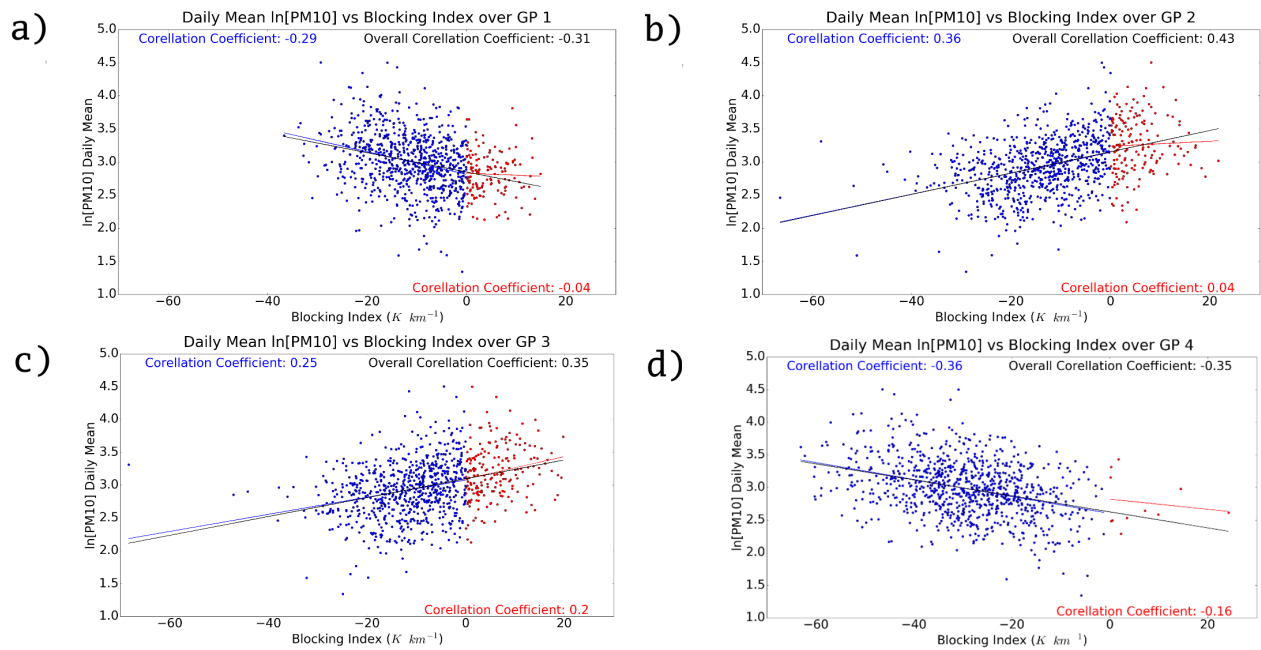 a)
Daily Mean ln[PM10] vs Blocking Index over GP 1
Corellation Coefficient: -0.29
Overall Corellation Coefficient: -0.31
5.0
4.5
4.0
3.5
3.0
2.5
2.0
1.5
1.0
ln[PM10] Daily Mean
Corellation Coefficient: -0.04
−60
−40
−20
0
20
Blocking Index (K km⁻¹)
b)
Daily Mean ln[PM10] vs Blocking Index over GP 2
Corellation Coefficient: 0.36
Overall Corellation Coefficient: 0.43
5.0
4.5
4.0
3.5
3.0
2.5
2.0
1.5
1.0
ln[PM10] Daily Mean
Corellation Coefficient: 0.04
−60
−40
−20
0
20
Blocking Index (K km⁻¹)
c)
Daily Mean ln[PM10] vs Blocking Index over GP 3
Corellation Coefficient: 0.25
Overall Corellation Coefficient: 0.35
5.0
4.5
4.0
3.5
3.0
2.5
2.0
1.5
1.0
ln[PM10] Daily Mean
Corellation Coefficient: 0.2
−60
−40
−20
0
20
Blocking Index (K km⁻¹)
d)
Daily Mean ln[PM10] vs Blocking Index over GP 4
Corellation Coefficient: -0.36
Overall Corellation Coefficient: -0.35
5.0
4.5
4.0
3.5
3.0
2.5
2.0
1.5
1.0
ln[PM10] Daily Mean
Corellation Coefficient: -0.16
−60
−40
−20
0
20
Blocking Index (K km⁻¹)